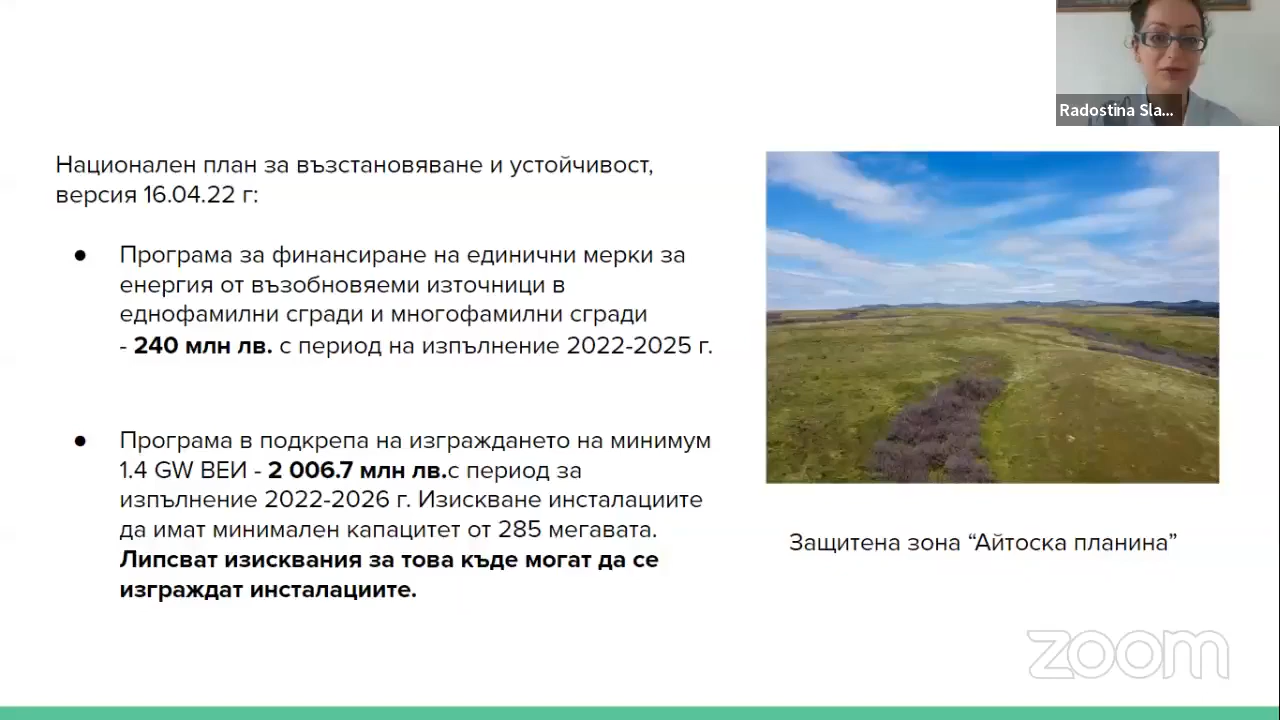 Radostina Sla...
Национален план за възстановяване и устойчивост,
версия 16.04.22 г:
● Програма за финансиране на единични мерки за
енергия от възобновяеми източници в
еднофамилни сгради и многофамилни сгради
- 240 млн лв. с период на изпълнение 2022-2025 г.
● Програма в подкрепа на изграждането на минимум
1.4 GW ВЕИ - 2 006.7 млн лв.с период за
изпълнение 2022-2026 г. Изискване инсталациите
да имат минимален капацитет от 285 мегавата.
Липсват изисквания за това къде могат да се
изграждат инсталациите.
Защитена зона “Айтоска планина”
zoom